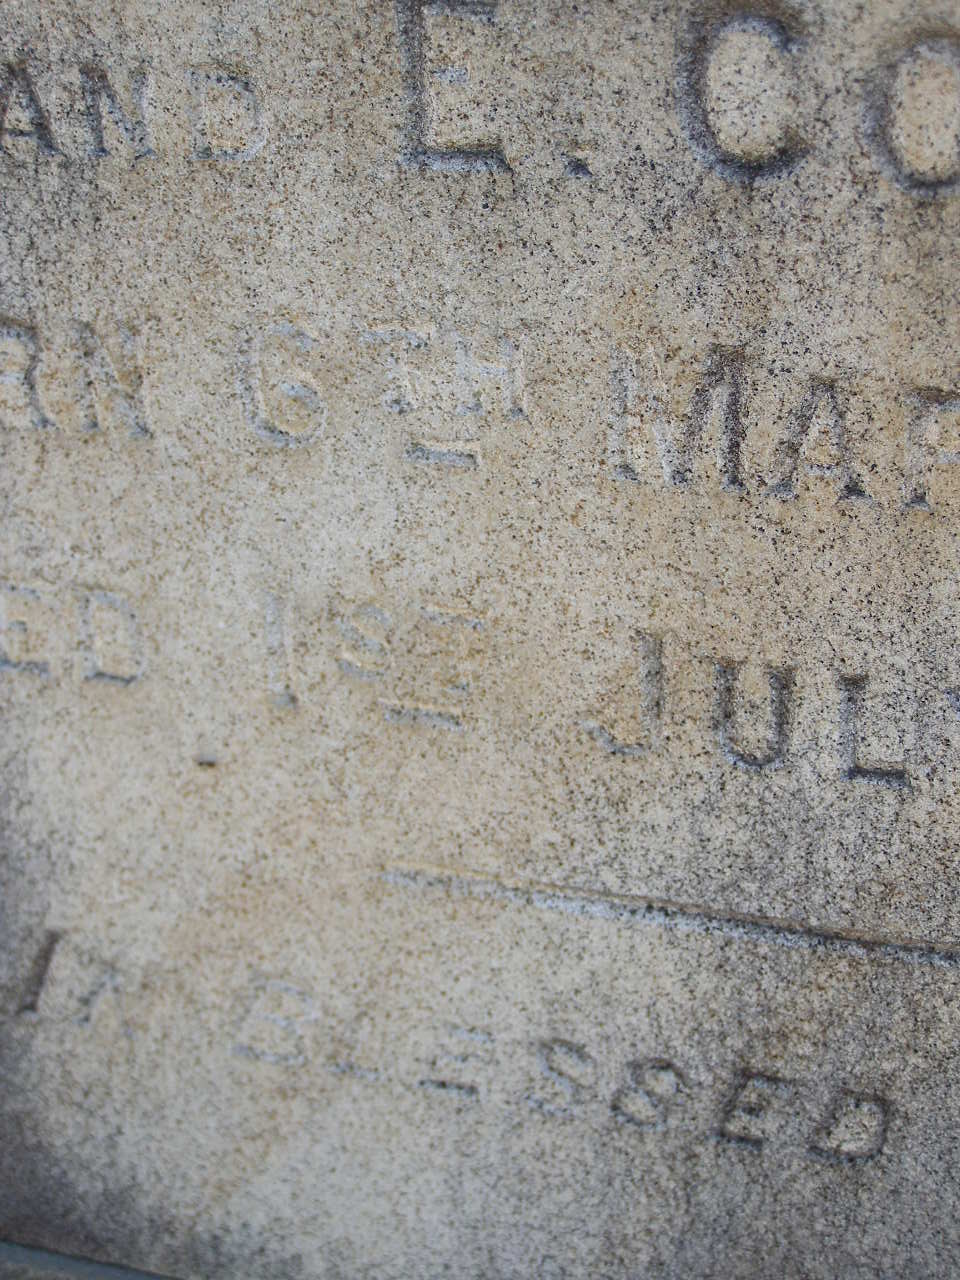 AND E. CO
RN 6TH MAR
ED 1ST JUL
BLESSED